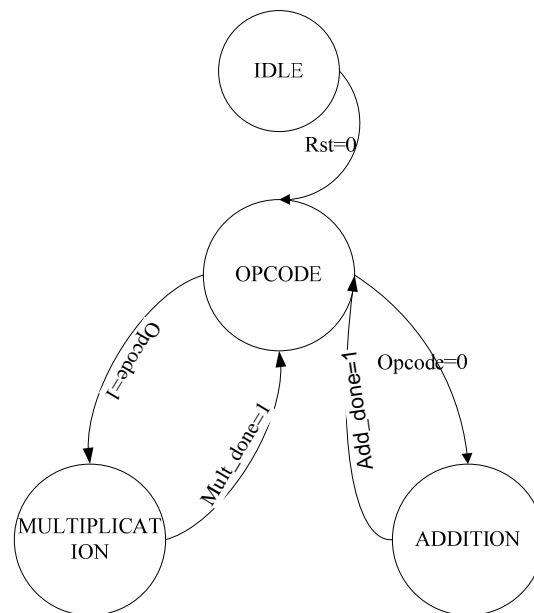 IDLE
Rst=0
OPCODE
Opcode=1
Mult_done=1
Add_done=1
Opcode=0
MULTIPLICAT
ION
ADDITION